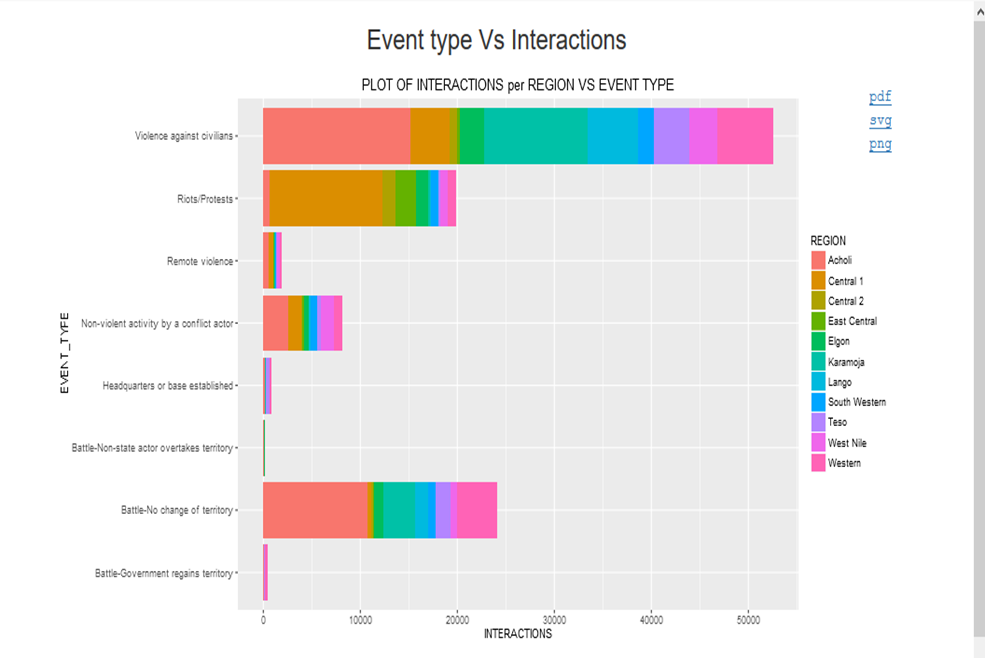 Event type Vs Interactions
PLOT OF INTERACTIONS per REGION VS EVENT TYPE
pdf
svg
png
EVENT_TYPE
Violence against civilians
Riots/Protests
Remote violence
Non-violent activity by a conflict actor
Headquarters or base established
Battle-Non-state actor overtakes territory
Battle-No change of territory
Battle-Government regains territory
0 10000 20000 30000 40000 50000
INTERACTIONS
REGION
Acholi
Central 1
Central 2
East Central
Elgon
Karamoja
Lango
South Western
Teso
West Nile
Western